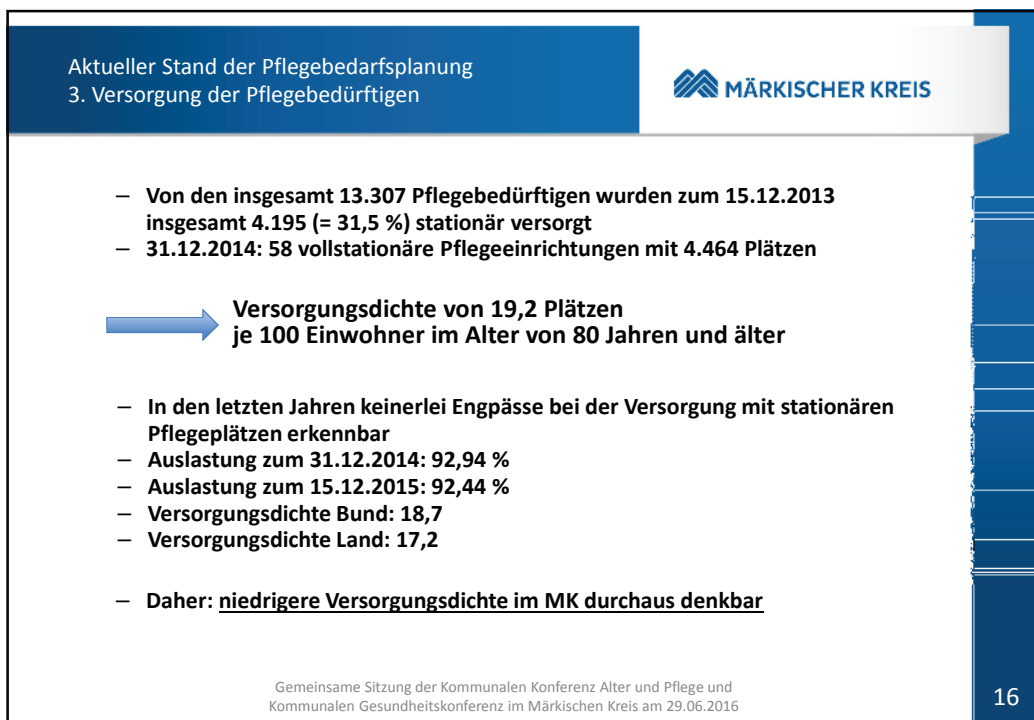 Aktueller Stand der Pflegebedarfsplanung
3. Versorgung der Pflegebedürftigen
MÄRKISCHER KREIS
– Von den insgesamt 13.307 Pflegebedürftigen wurden zum 15.12.2013
insgesamt 4.195 (= 31,5 %) stationär versorgt
– 31.12.2014: 58 vollstationäre Pflegeeinrichtungen mit 4.464 Plätzen
Versorgungsdichte von 19,2 Plätzen
je 100 Einwohner im Alter von 80 Jahren und älter
– In den letzten Jahren keinerlei Engpässe bei der Versorgung mit stationären
Pflegeplätzen erkennbar
– Auslastung zum 31.12.2014: 92,94 %
– Auslastung zum 15.12.2015: 92,44 %
– Versorgungsdichte Bund: 18,7
– Versorgungsdichte Land: 17,2
– Daher: niedrigere Versorgungsdichte im MK durchaus denkbar
Gemeinsame Sitzung der Kommunalen Konferenz Alter und Pflege und
Kommunalen Gesundheitskonferenz im Märkischen Kreis am 29.06.2016
16